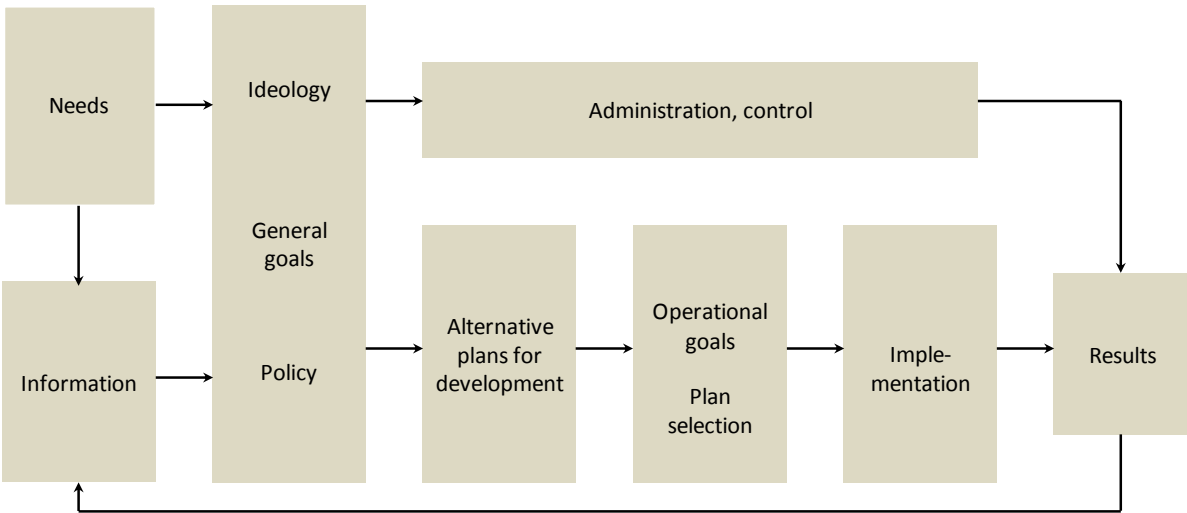 Needs
Ideology
Administration, control
General
goals
Information
Policy
Alternative
plans for
development
Operational
goals
Plan
selection
Imple-
mentation
Results